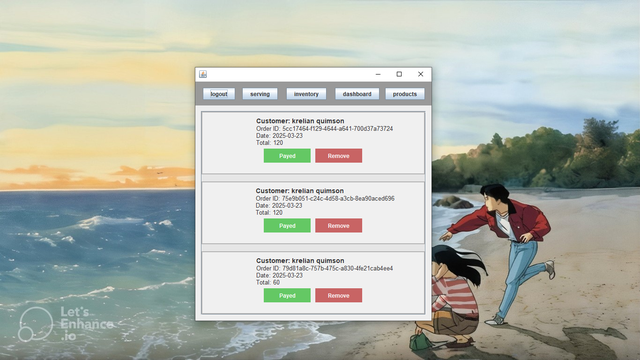 logout serving inventory dashboard products
Customer: krelian quimson
Order ID: 5cc17464-f129-4644-a641-700d37a73724
Date: 2025-03-23
Total: 120
Payed Remove
Customer: krelian quimson
Order ID: 75e9b051-c24c-4d58-a3cb-8ea90aced696
Date: 2025-03-23
Total: 120
Payed Remove
Customer: krelian quimson
Order ID: 79d81a8c-757b-475c-a830-4fe21cab4ee4
Date: 2025-03-23
Total: 60
Payed Remove
Let's
Enhance
.io